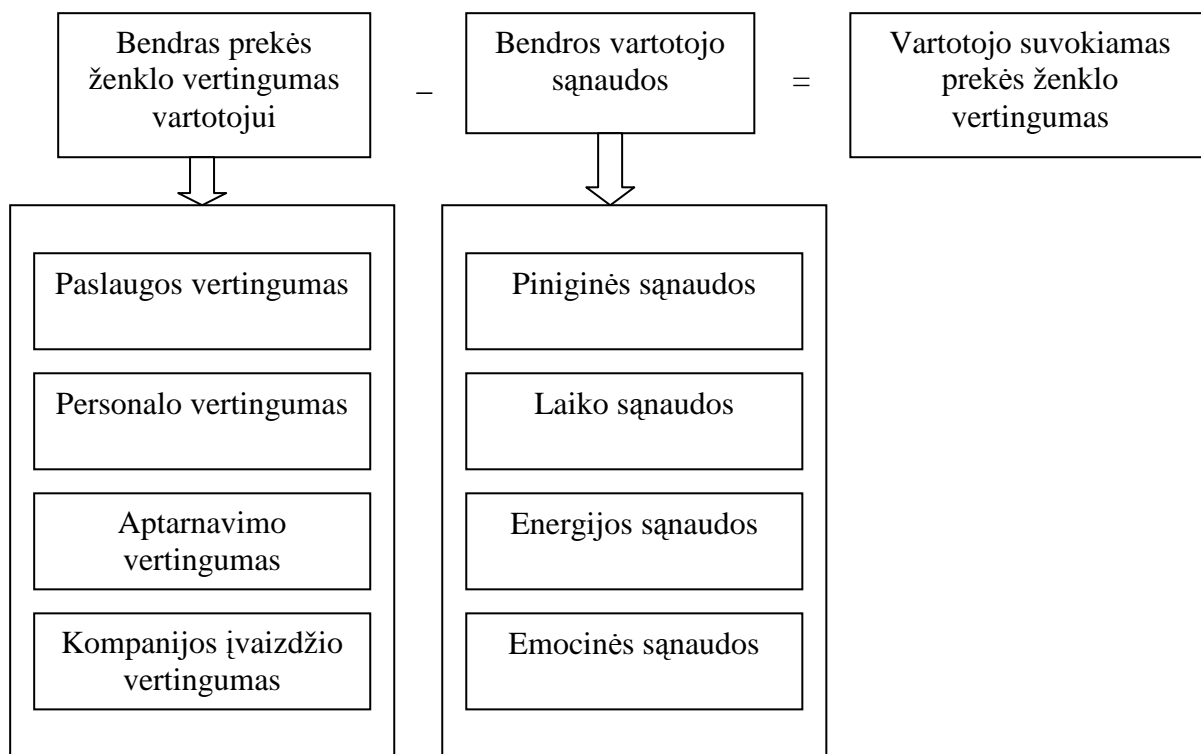 Bendras prekės
ženklo vertingumas
vartotojui
–
Bendros vartotojo
sąnaudos
=
Vartotojo suvokiamas
prekės ženklo
vertingumas
Paslaugos vertingumas
Personalo vertingumas
Aptarnavimo
vertingumas
Kompanijos įvaizdžio
vertingumas
Piniginės sąnaudos
Laiko sąnaudos
Energijos sąnaudos
Emocinės sąnaudos